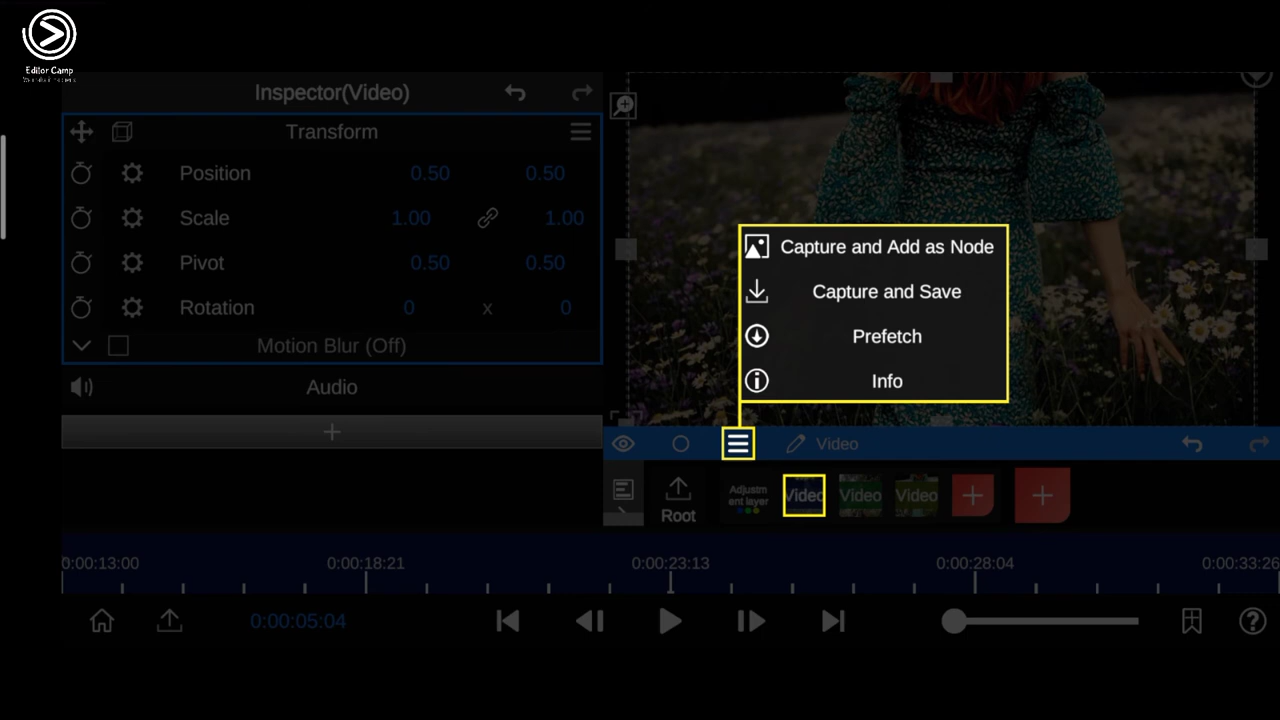 Editor Camp
Inspector(Video)
Transform
Position 0.50 0.50
Scale 1.00 1.00
Pivot 0.50 0.50
Rotation 0 x 0
Motion Blur (Off)
Audio
Capture and Add as Node
Capture and Save
Prefetch
Info
Video
Root
Adjustm
ent layer
Video
Video
Video
0:00:13:00 0:00:18:21 0:00:23:13 0:00:28:04 0:00:33:26
0:00:05:04